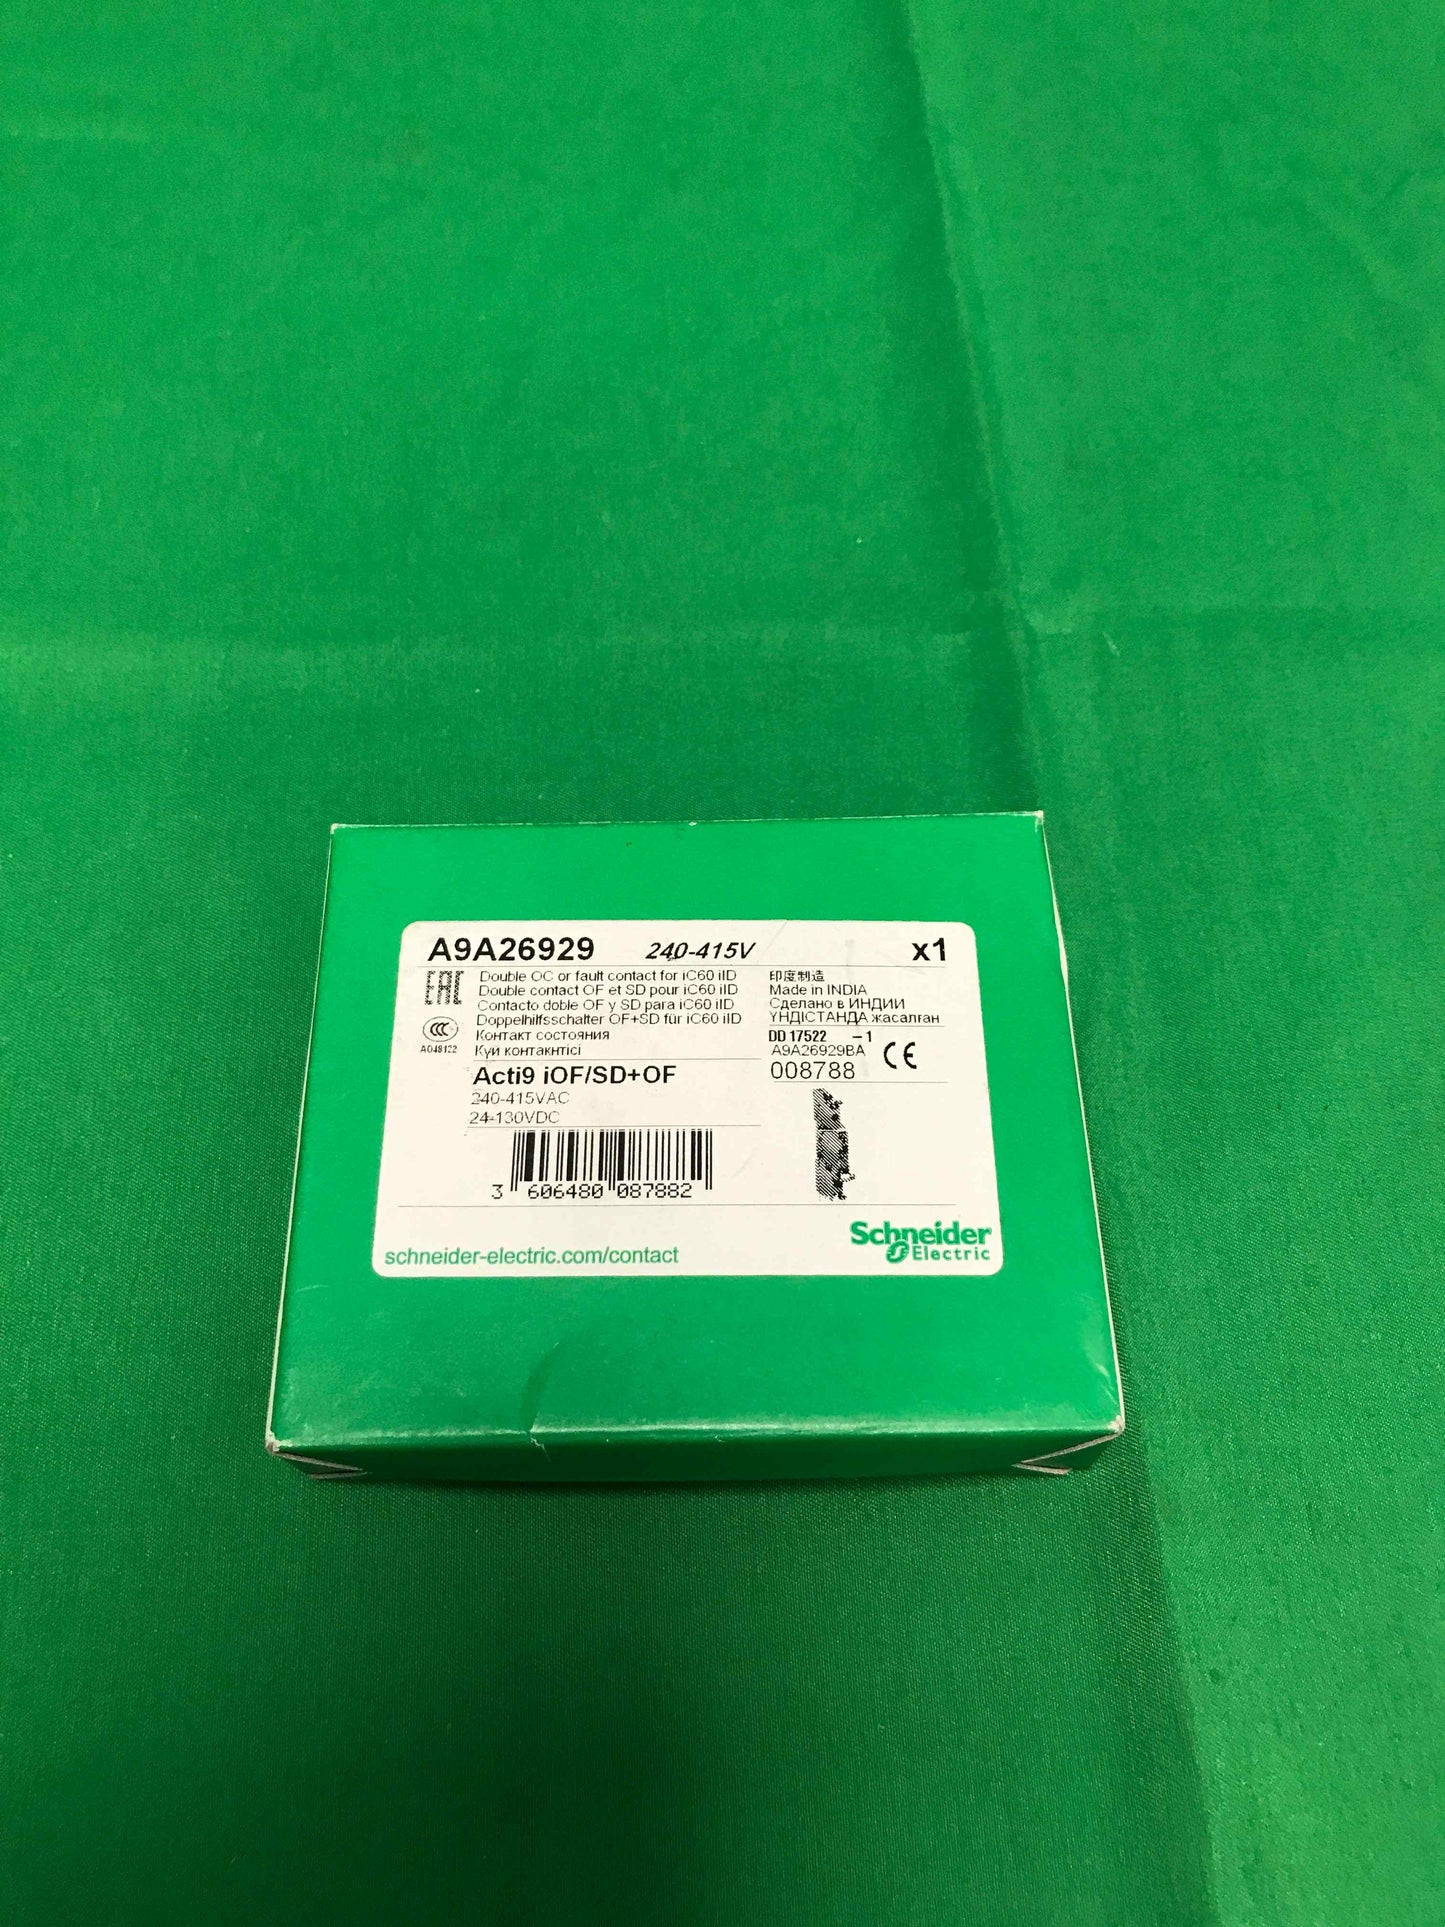 A9A26929 240-415V x1
EAC
Double OC or fault contact for iC60 iID
Double contact OF et SD pour iC60 iID
Contacto doble OF y SD para iC60 iID
Doppelhilfsschalter OF+SD für iC60 iID
Контакт состояния
Күй контактісі
CCC
A048122
印度制造
Made in INDIA
Сделано в ИНДИИ
ҮНДІСТАНДА жасалған
DD 17522 -1
A9A26929BA
008788
CE
Acti9 iOF/SD+OF
240-415VAC
24-130VDC
3 606480 087882
schneider-electric.com/contact
Schneider
Electric